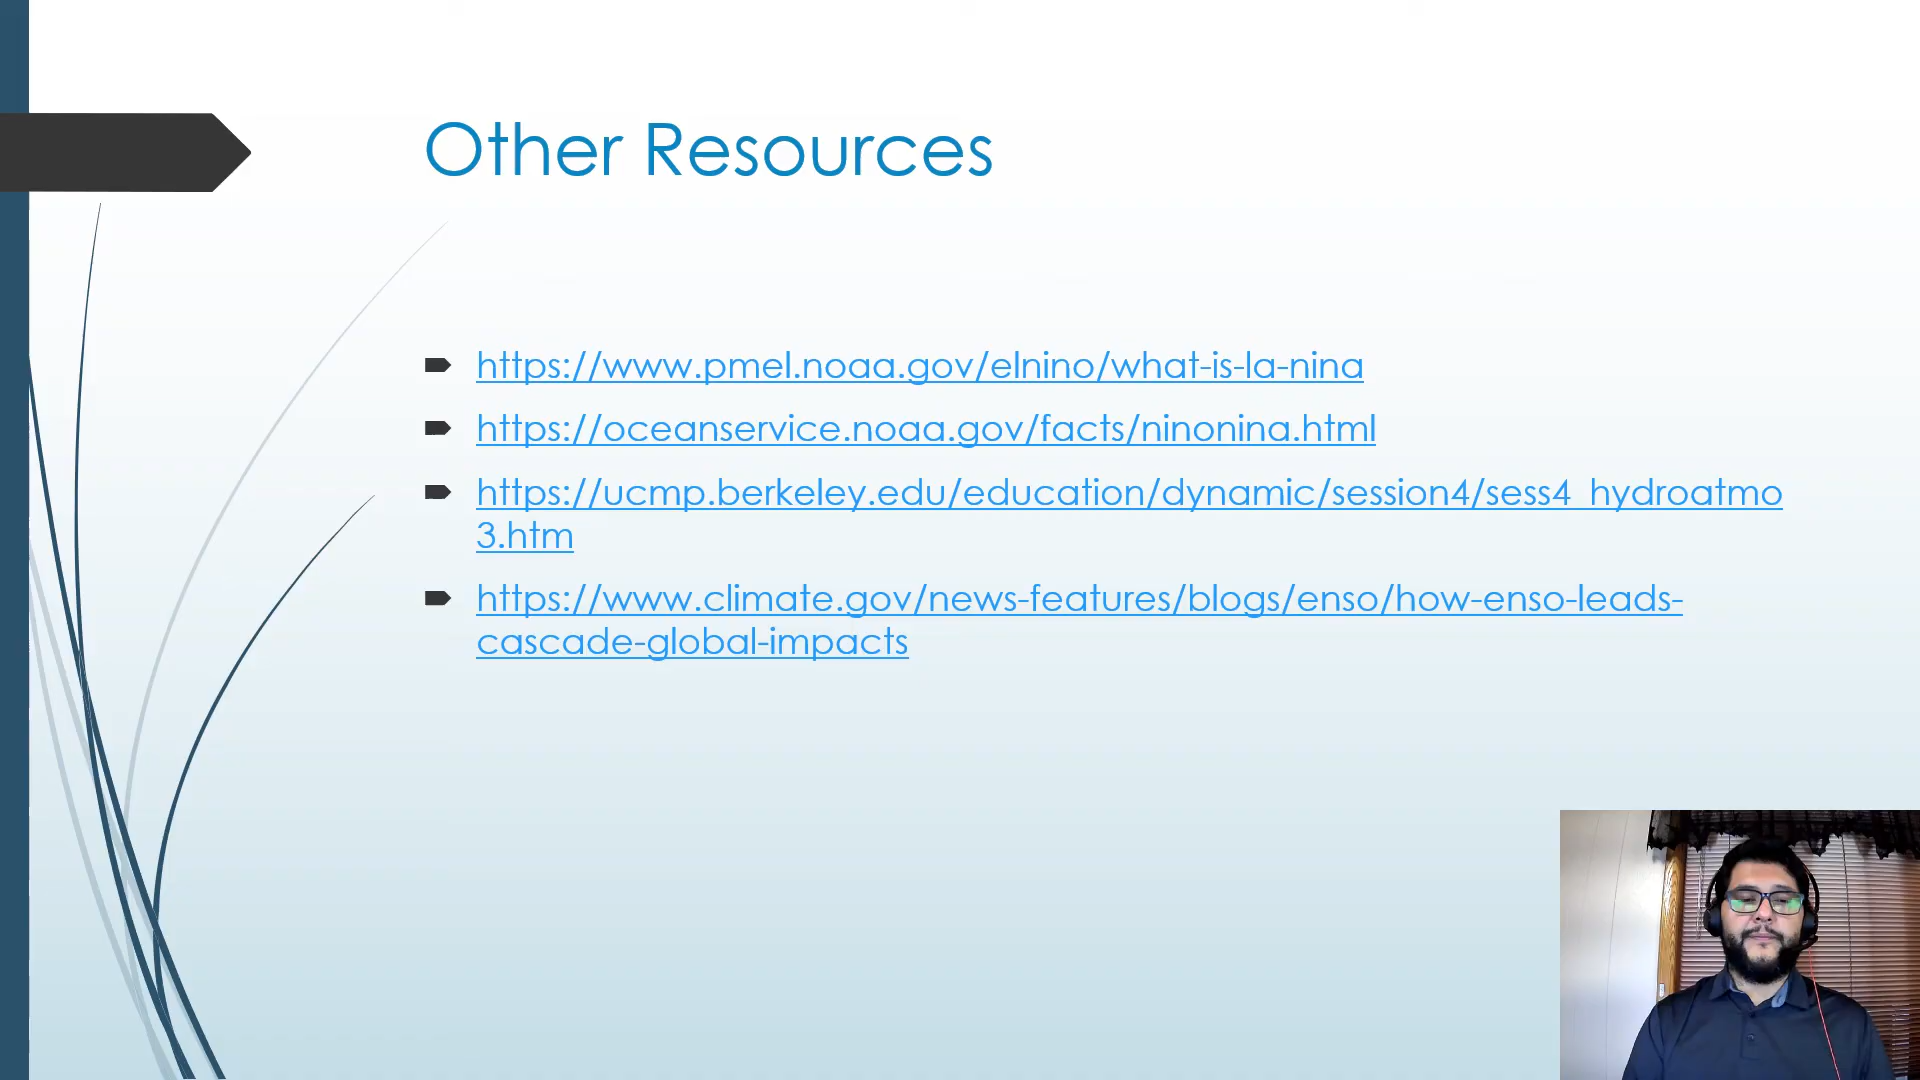 Other Resources
https://www.pmel.noaa.gov/elnino/what-is-la-nina
https://oceanservice.noaa.gov/facts/ninonina.html
https://ucmp.berkeley.edu/education/dynamic/session4/sess4_hydroatmo
3.htm
https://www.climate.gov/news-features/blogs/enso/how-enso-leads-
cascade-global-impacts